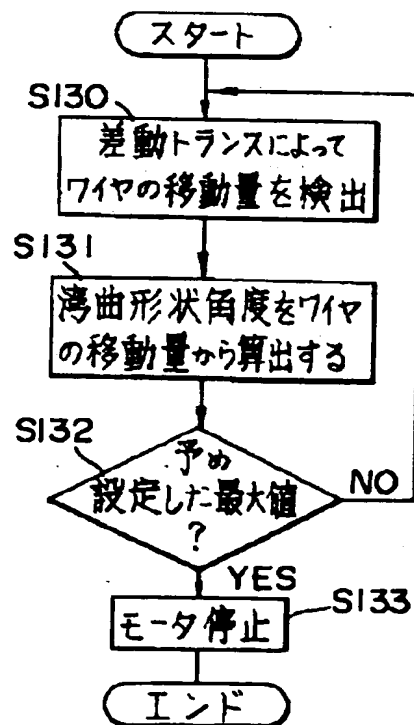 スタート
S130
差動トランスによって
ワイヤの移動量を検出
S131
湾曲形状角度をワイヤ
の移動量から算出する
S132
予め
設定した最大値
?
NO
YES
モータ停止
S133
エンド